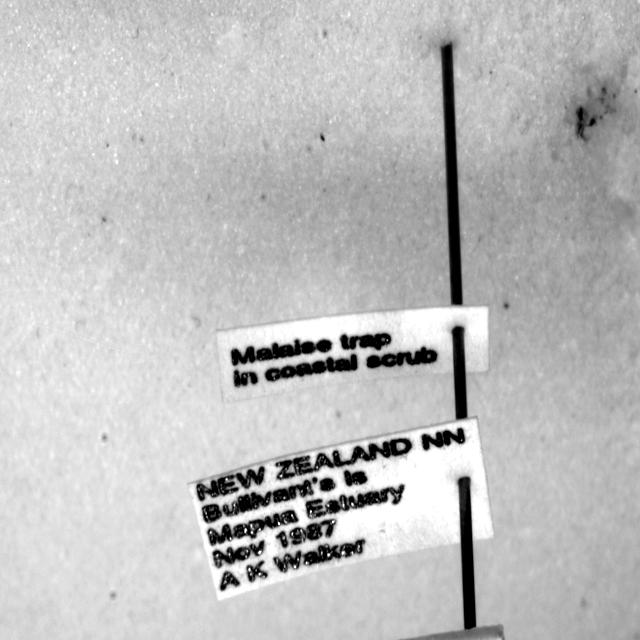 Malaise trap
in coastal scrub
NEW ZEALAND NN
Bullivant's Is
Mapua Estuary
Nov 1987
A K Walker